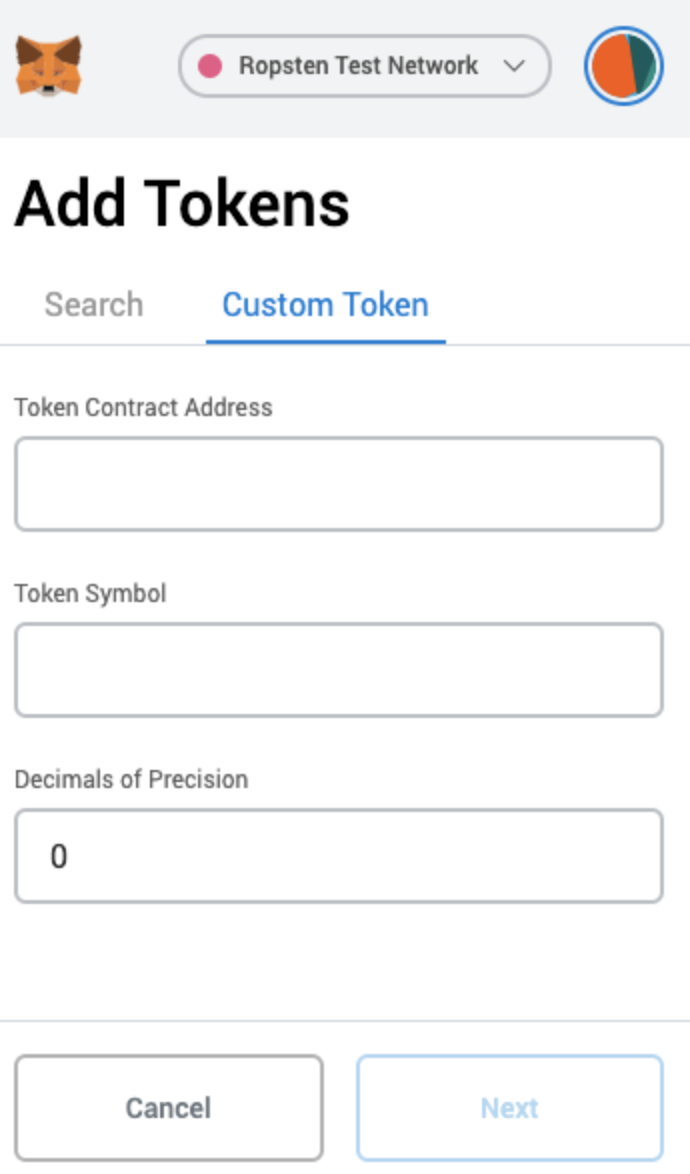 Ropsten Test Network
Add Tokens
Search Custom Token
Token Contract Address
Token Symbol
Decimals of Precision
0
Cancel Next